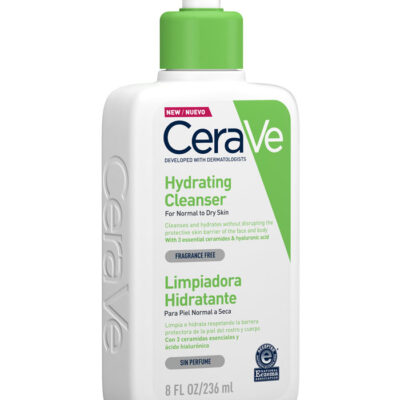 NEW / NUEVO
CeraVe
DEVELOPED WITH DERMATOLOGISTS
Hydrating
Cleanser
For Normal to Dry Skin
Cleanses and hydrates without disrupting the
protective skin barrier of the face and body
With 3 essential ceramides & hyaluronic acid
FRAGRANCE FREE
Limpiadora
Hidratante
Para Piel Normal a Seca
Limpia e hidrata respetando la barrera
protectora de la piel del rostro y cuerpo
Con 3 ceramidas esenciales y
ácido hialurónico
SIN PERFUME
8 FL OZ/236 ml
NATIONAL
Eczema
ASSOCIATION
CeraVe